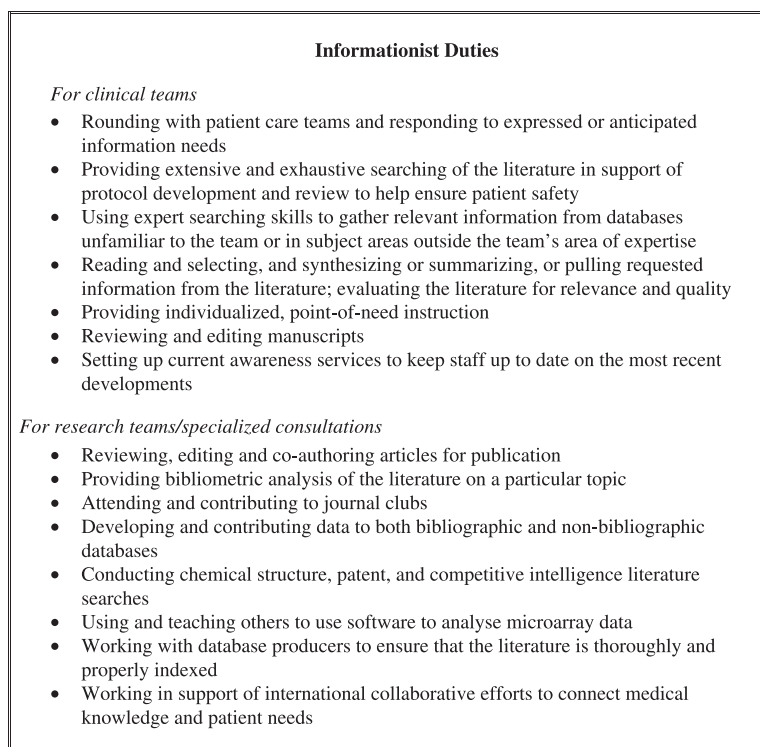 Informationist Duties
For clinical teams
• Rounding with patient care teams and responding to expressed or anticipated
information needs
• Providing extensive and exhaustive searching of the literature in support of
protocol development and review to help ensure patient safety
• Using expert searching skills to gather relevant information from databases
unfamiliar to the team or in subject areas outside the team's area of expertise
• Reading and selecting, and synthesizing or summarizing, or pulling requested
information from the literature; evaluating the literature for relevance and quality
• Providing individualized, point-of-need instruction
• Reviewing and editing manuscripts
• Setting up current awareness services to keep staff up to date on the most recent
developments
For research teams/specialized consultations
• Reviewing, editing and co-authoring articles for publication
• Providing bibliometric analysis of the literature on a particular topic
• Attending and contributing to journal clubs
• Developing and contributing data to both bibliographic and non-bibliographic
databases
• Conducting chemical structure, patent, and competitive intelligence literature
searches
• Using and teaching others to use software to analyse microarray data
• Working with database producers to ensure that the literature is thoroughly and
properly indexed
• Working in support of international collaborative efforts to connect medical
knowledge and patient needs